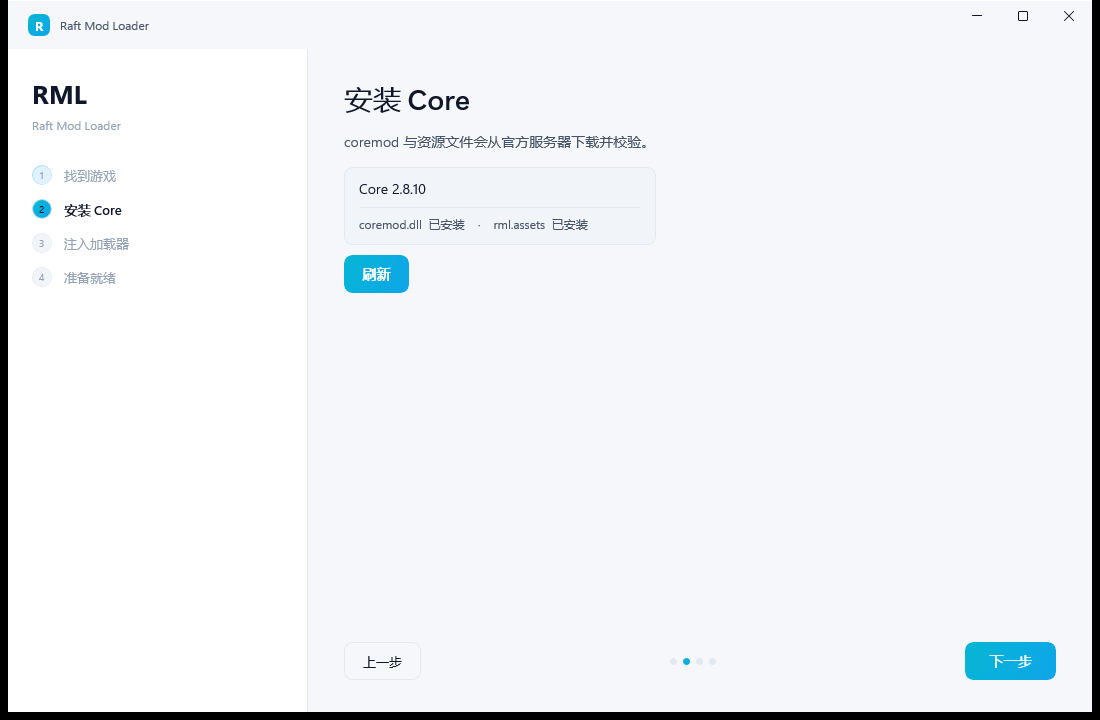 R Raft Mod Loader
RML
Raft Mod Loader
1 找到游戏
2 安装 Core
3 注入加载器
4 准备就绪
安装 Core
coremod 与资源文件会从官方服务器下载并校验。
Core 2.8.10
coremod.dll 已安装 · rml.assets 已安装
刷新
上一步
下一步